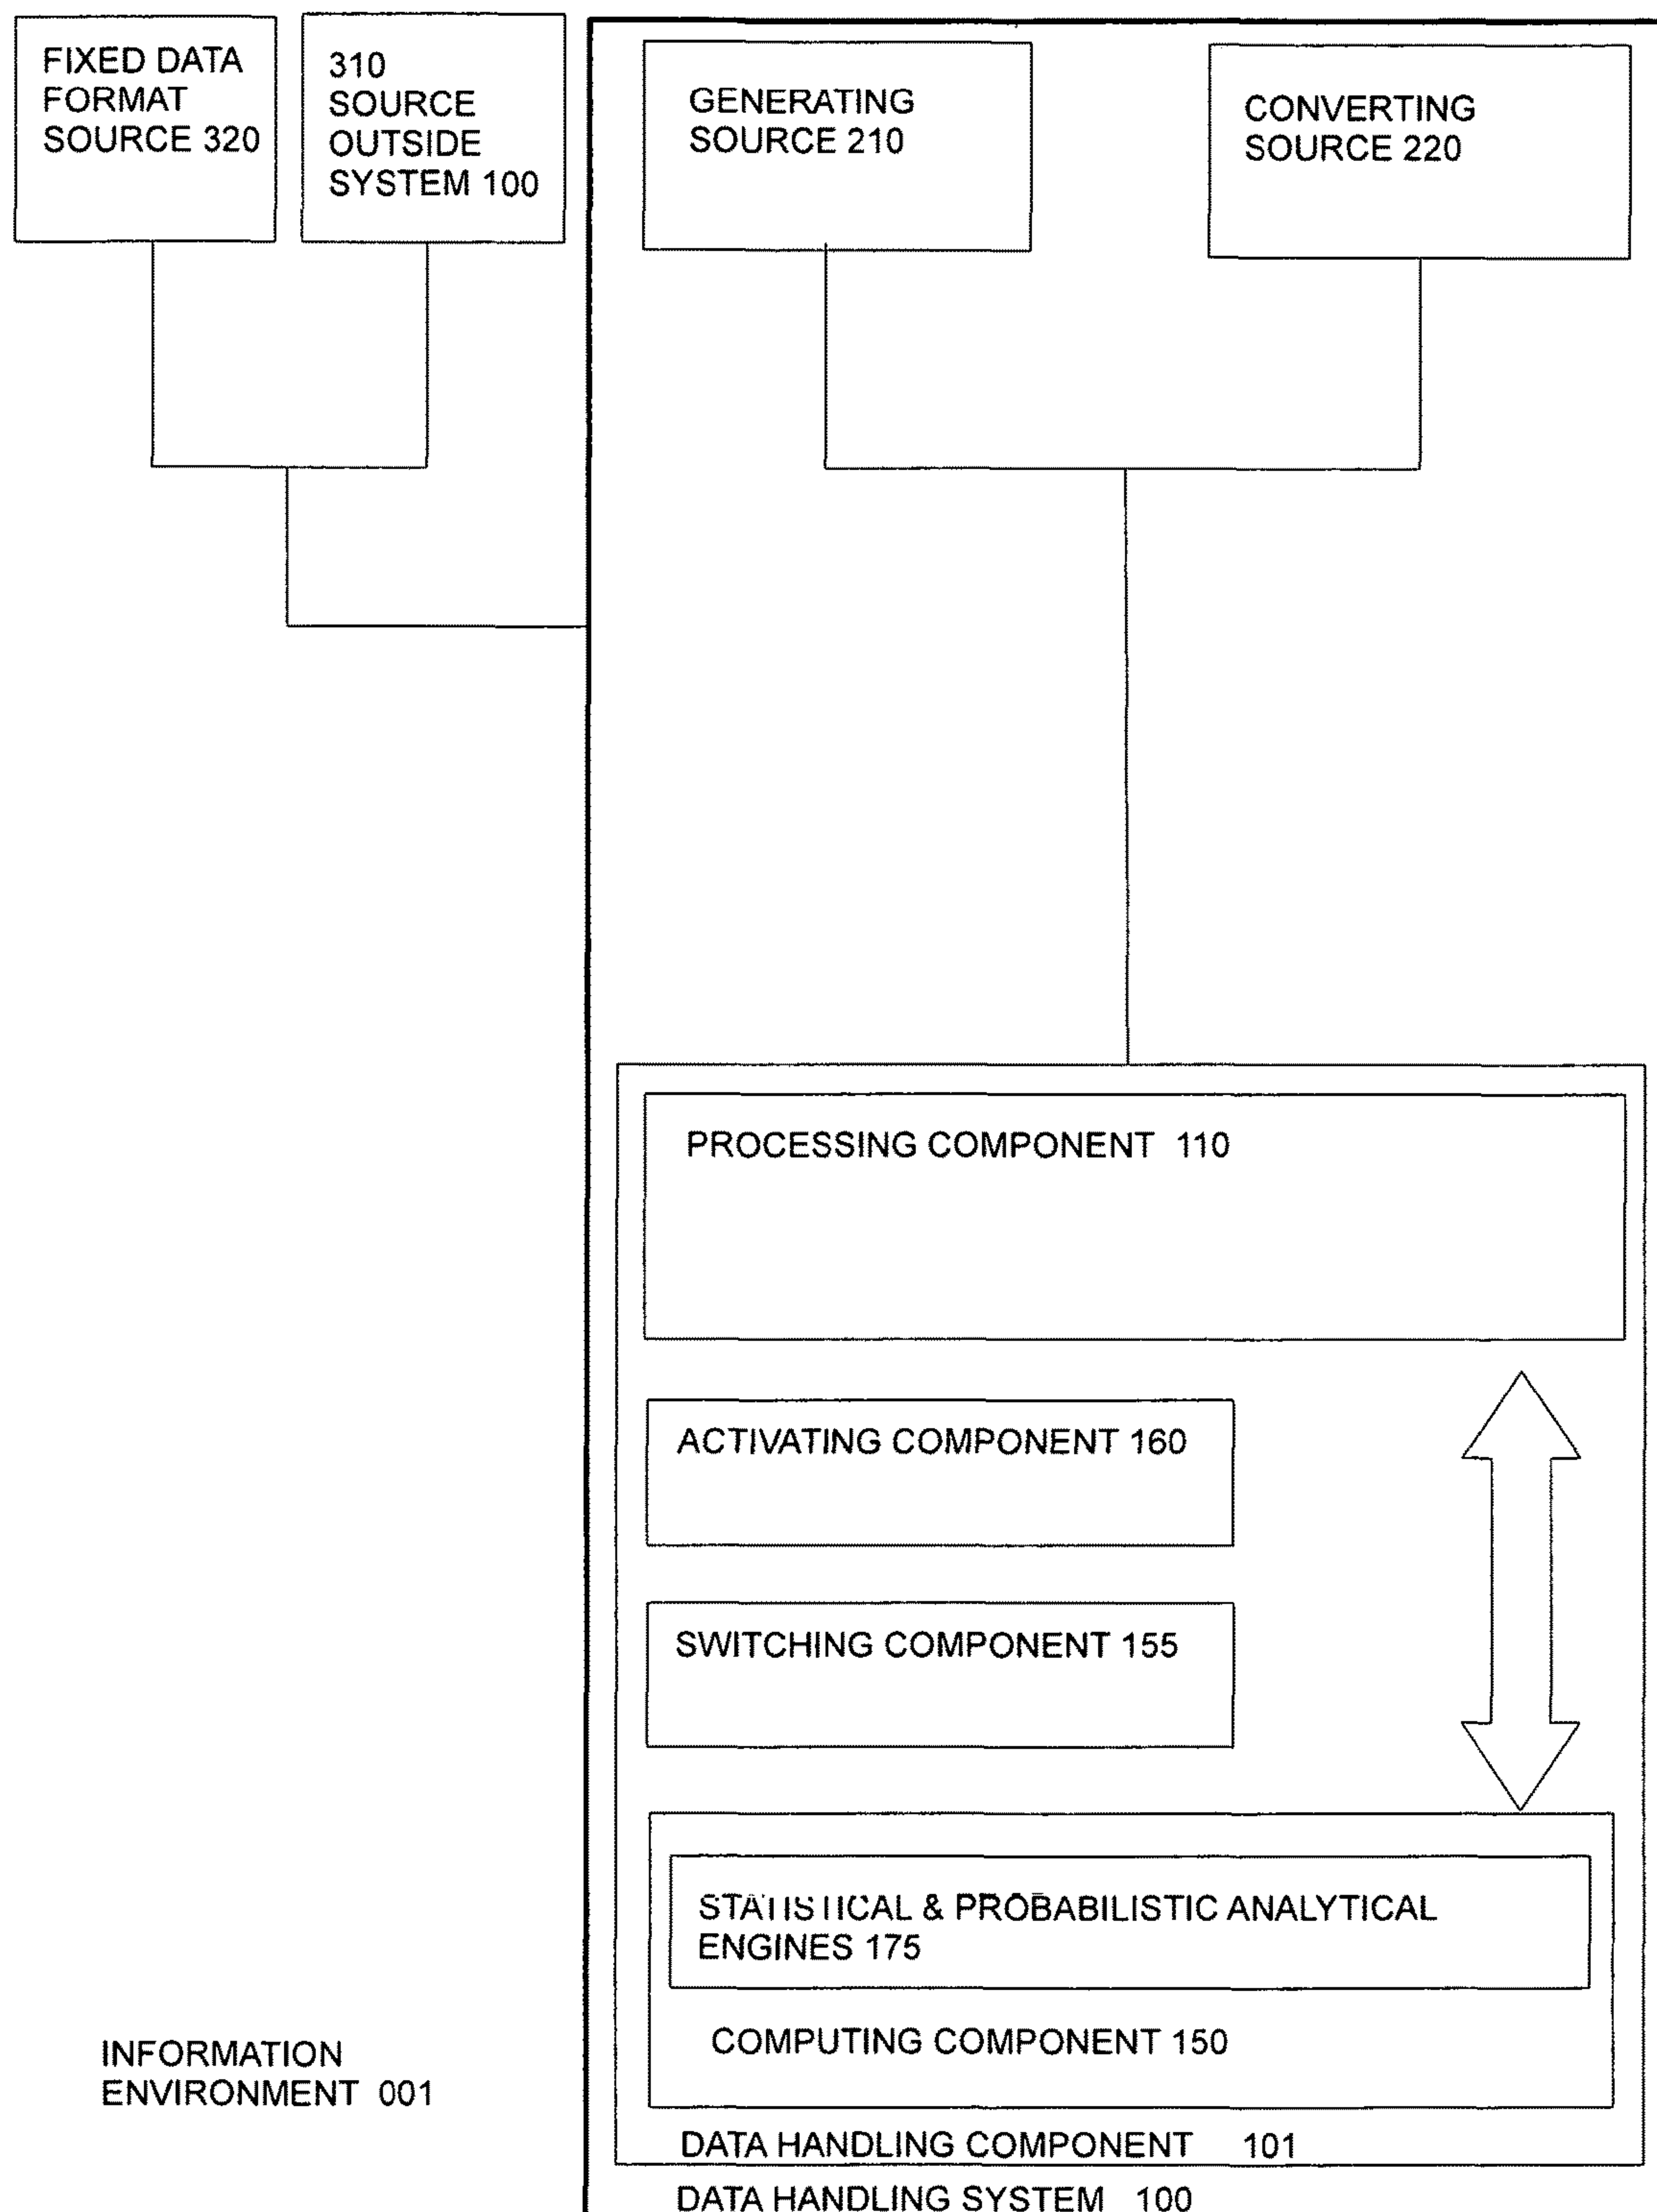 FIXED DATA
FORMAT
SOURCE 320
310
SOURCE
OUTSIDE
SYSTEM 100
GENERATING
SOURCE 210
CONVERTING
SOURCE 220
PROCESSING COMPONENT 110
ACTIVATING COMPONENT 160
SWITCHING COMPONENT 155
STATISTICAL & PROBABILISTIC ANALYTICAL
ENGINES 175
COMPUTING COMPONENT 150
INFORMATION
ENVIRONMENT 001
DATA HANDLING COMPONENT 101
DATA HANDLING SYSTEM 100